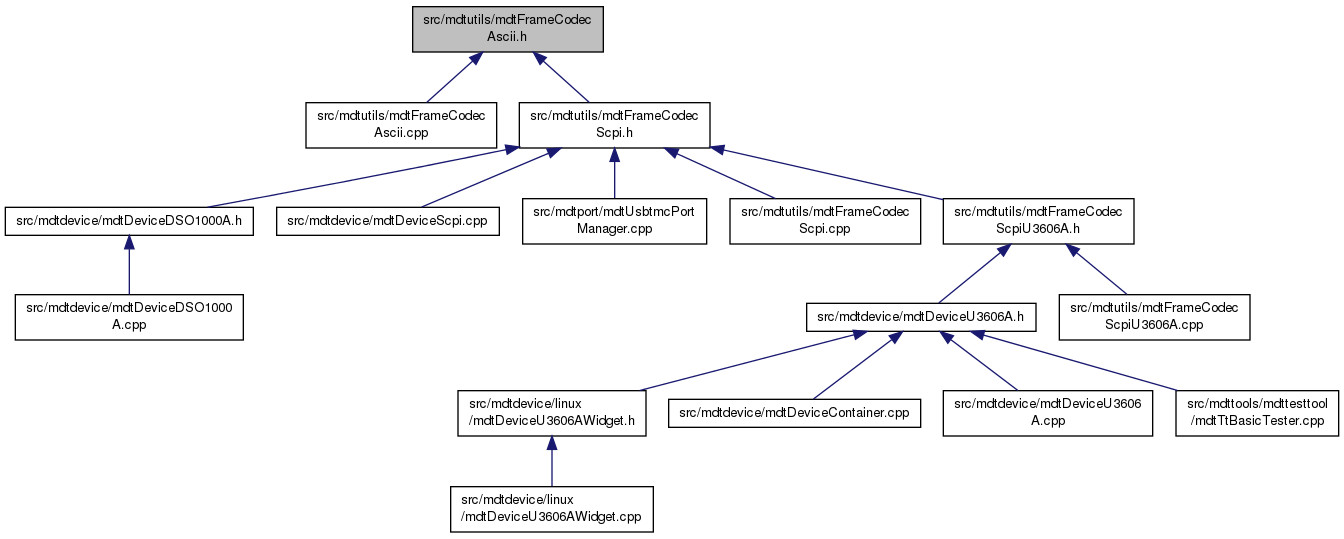 src/mdtutils/mdtFrameCodec
Ascii.h
src/mdtutils/mdtFrameCodec
Ascii.cpp
src/mdtutils/mdtFrameCodec
Scpi.h
src/mdtdevice/mdtDeviceDSO1000A.h
src/mdtdevice/mdtDeviceScpi.cpp
src/mdtport/mdtUsbtmcPort
Manager.cpp
src/mdtutils/mdtFrameCodec
Scpi.cpp
src/mdtutils/mdtFrameCodec
ScpiU3606A.h
src/mdtdevice/mdtDeviceDSO1000
A.cpp
src/mdtdevice/mdtDeviceU3606A.h
src/mdtutils/mdtFrameCodec
ScpiU3606A.cpp
src/mdtdevice/linux
/mdtDeviceU3606AWidget.h
src/mdtdevice/mdtDeviceContainer.cpp
src/mdtdevice/mdtDeviceU3606
A.cpp
src/mdttools/mdttesttool
/mdtTtBasicTester.cpp
src/mdtdevice/linux
/mdtDeviceU3606AWidget.cpp